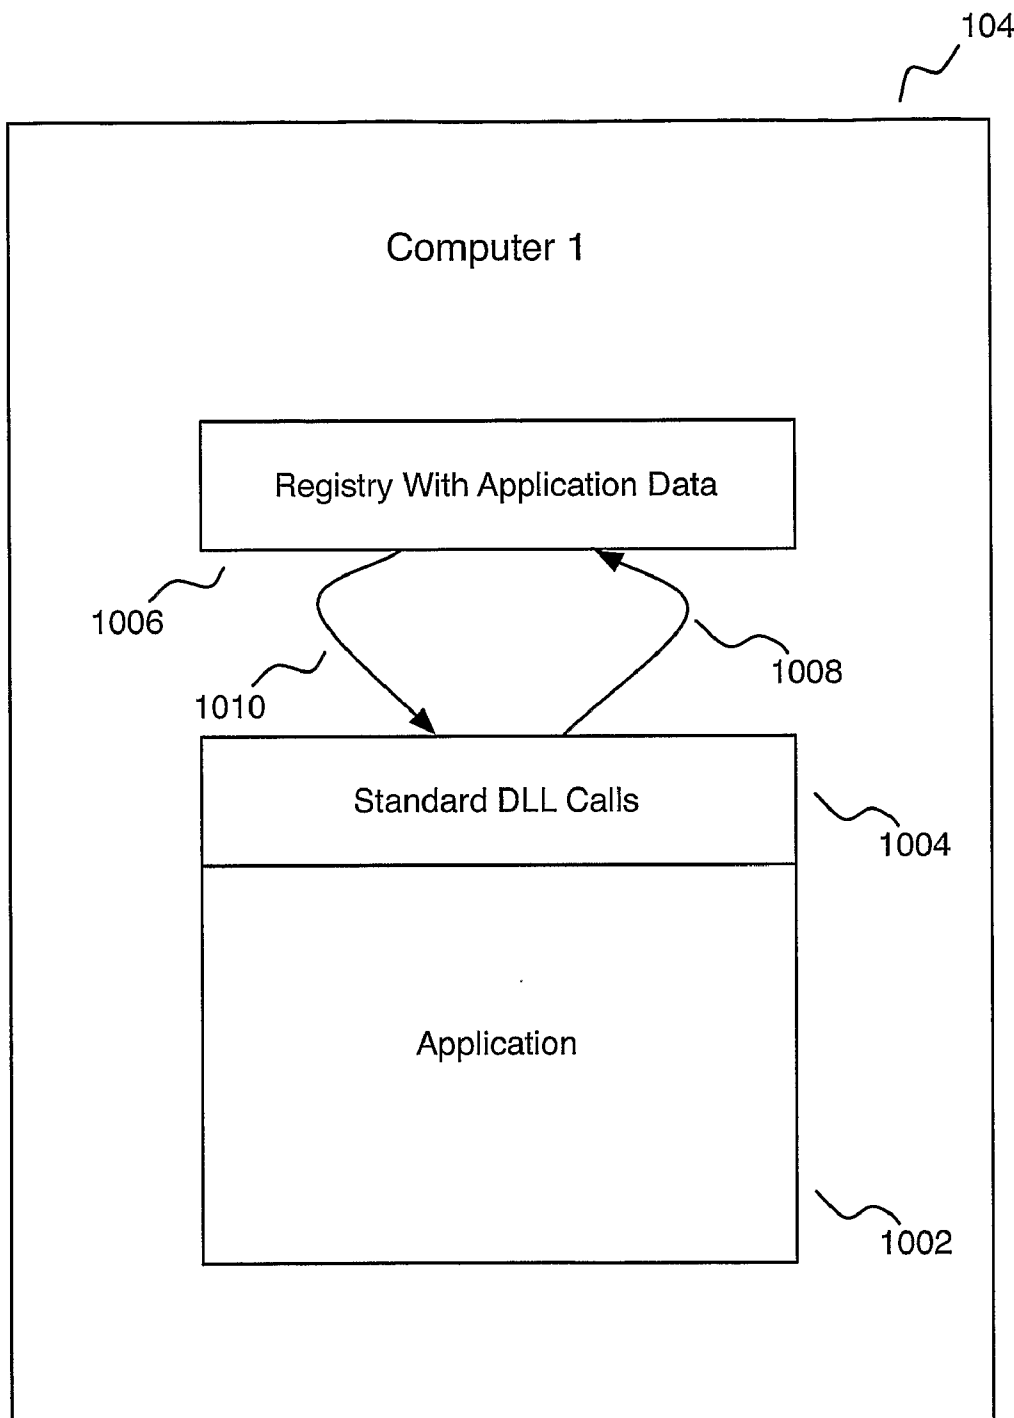 104
Computer 1
Registry With Application Data
1006
1008
1010
Standard DLL Calls
1004
Application
1002